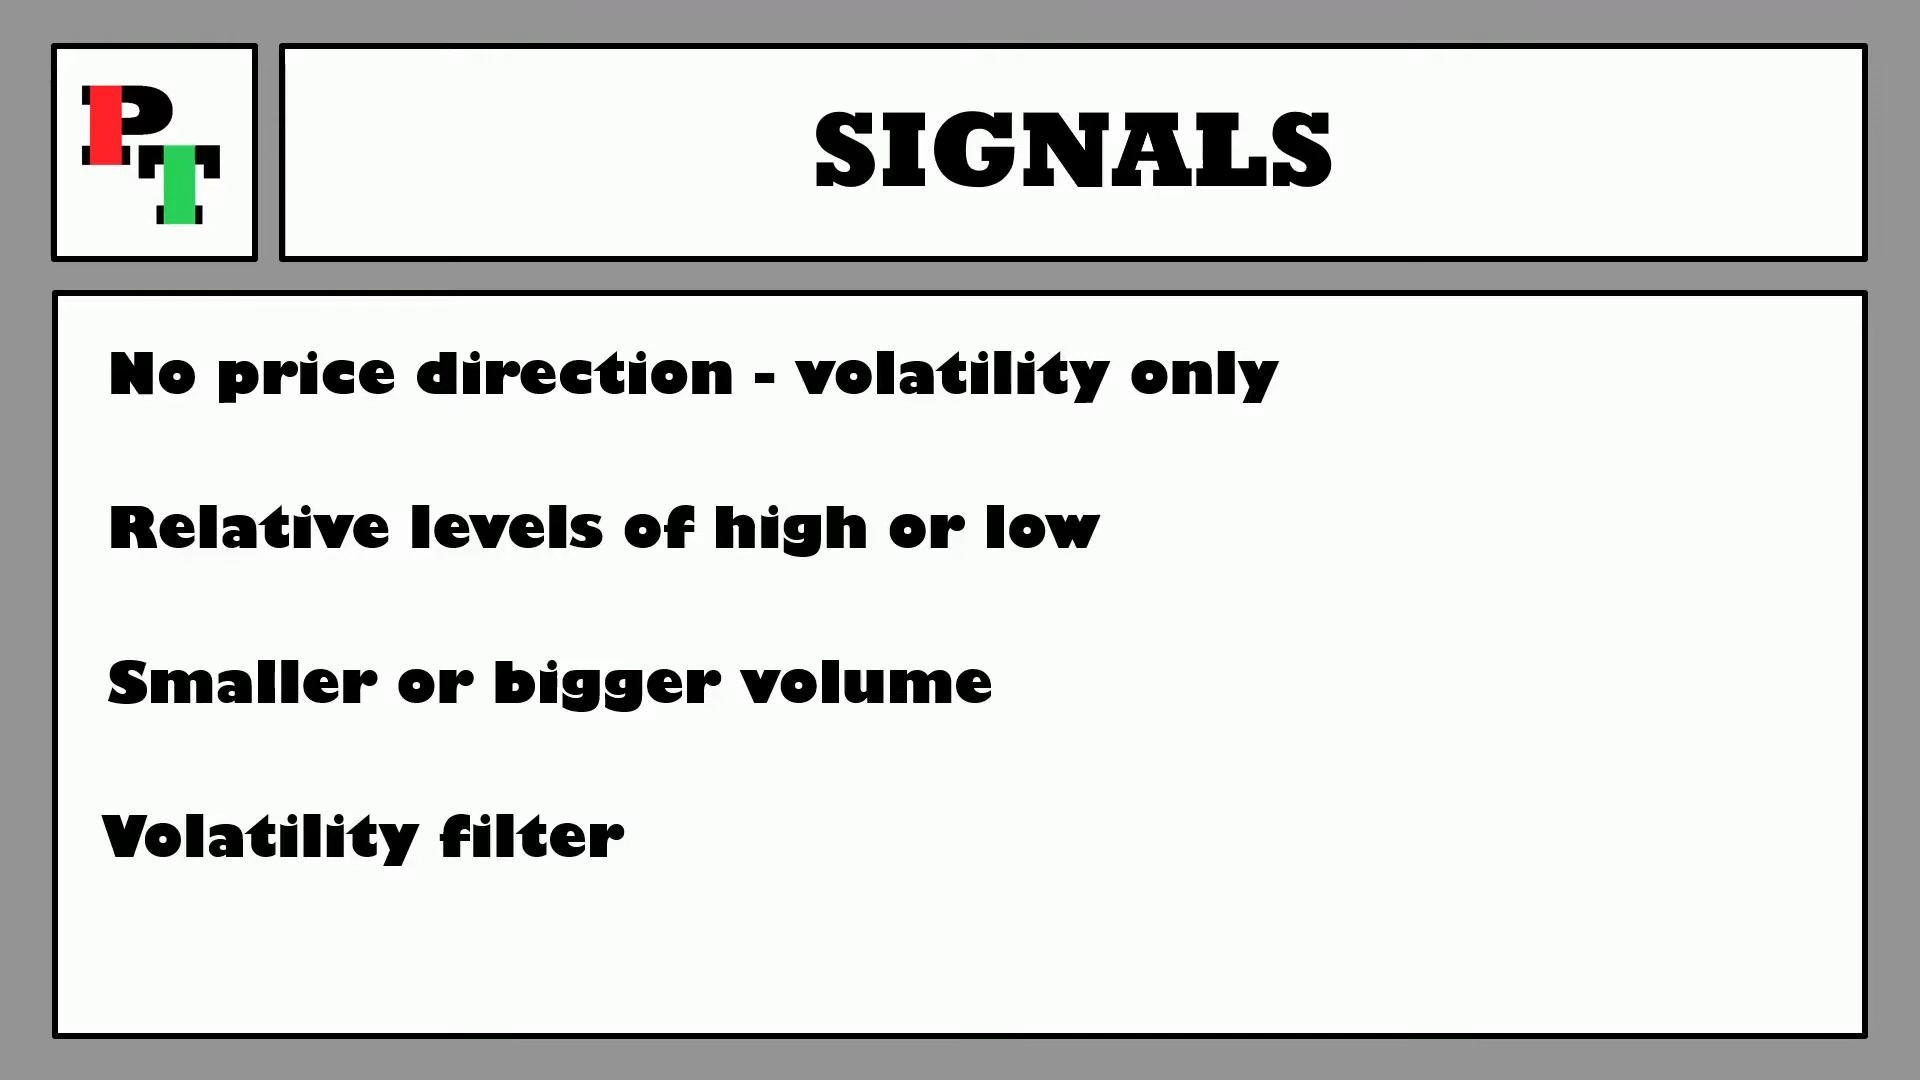 PT
SIGNALS
No price direction - volatility only
Relative levels of high or low
Smaller or bigger volume
Volatility filter